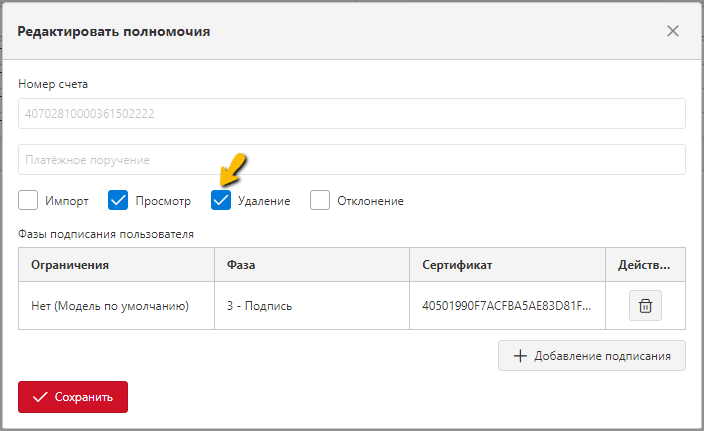 Редактировать полномочия
Номер счета
40702810000361502222
Платёжное поручение
Импорт Просмотр Удаление Отклонение
Фазы подписания пользователя
Ограничения Фаза Сертификат Действ...
Нет (Модель по умолчанию) 3 - Подпись 40501990F7ACFBA5AE83D81F...
Добавление подписания
Сохранить